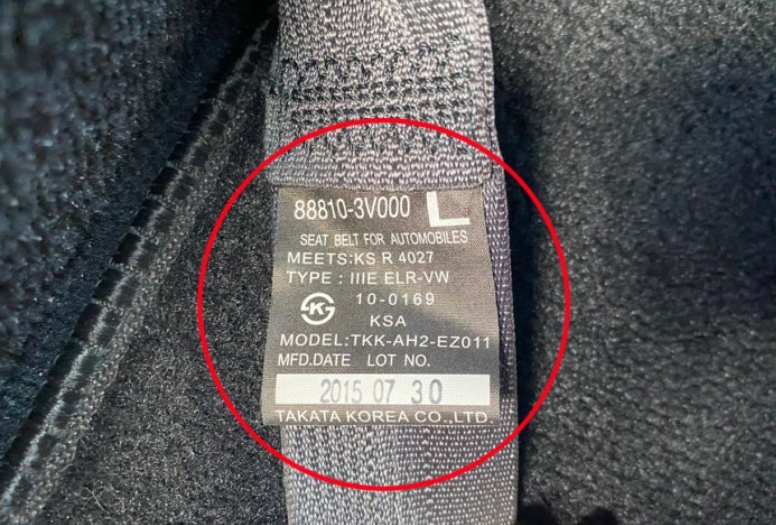 88810-3V000 L
SEAT BELT FOR AUTOMOBILES
MEETS:KS R 4027
TYPE : IIIE ELR-VW
10-0169
KSA
MODEL:TKK-AH2-EZ011
MFD.DATE LOT NO.
2015 07 30
TAKATA KOREA CO.,LTD.